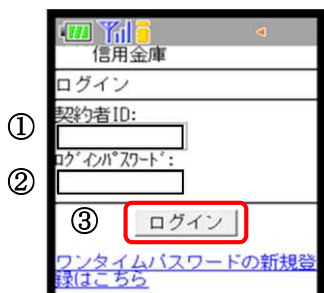 信用金庫
ログイン
① 契約者ID:
② ﾛｸﾞｲﾝﾊﾟｽﾜｰﾄﾞ:
③ ログイン
ワンタイムパスワードの新規登
録はこちら